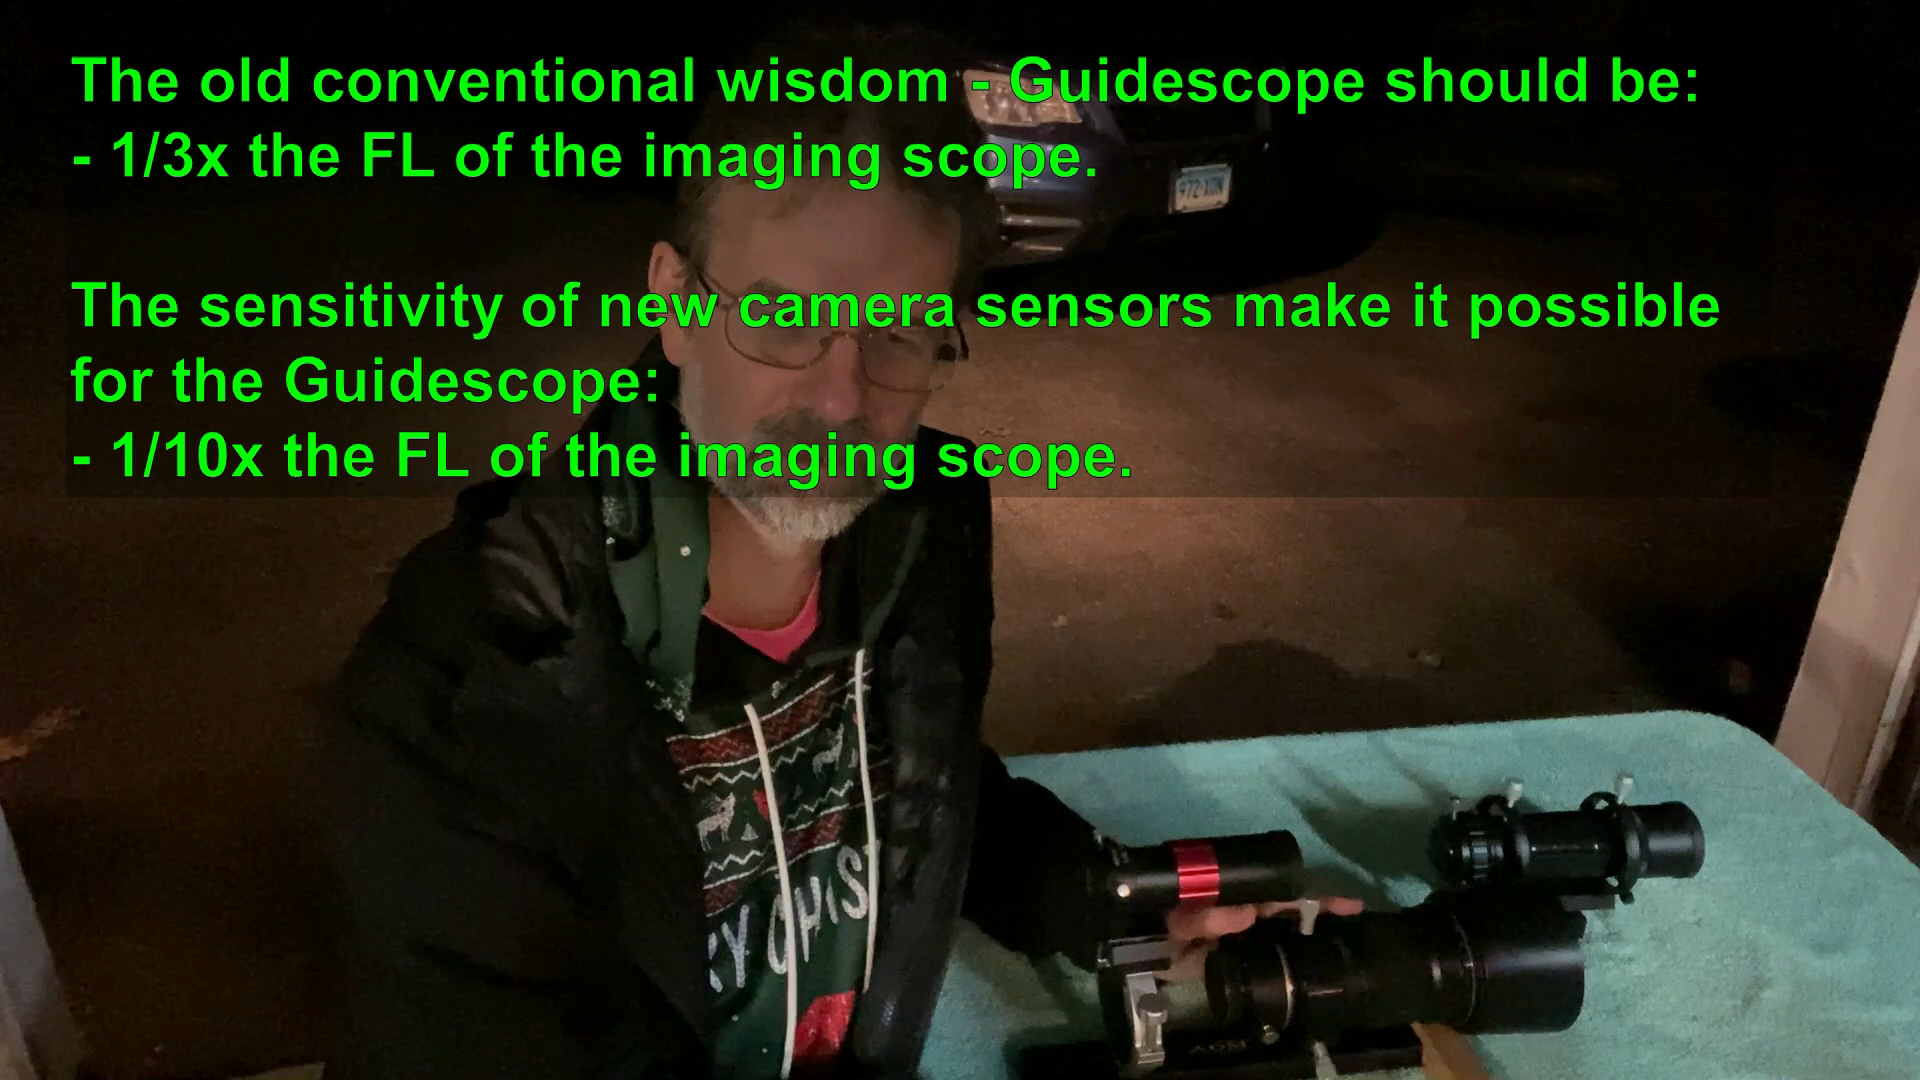 The old conventional wisdom - Guidescope should be:
- 1/3x the FL of the imaging scope.
The sensitivity of new camera sensors make it possible
for the Guidescope:
- 1/10x the FL of the imaging scope.